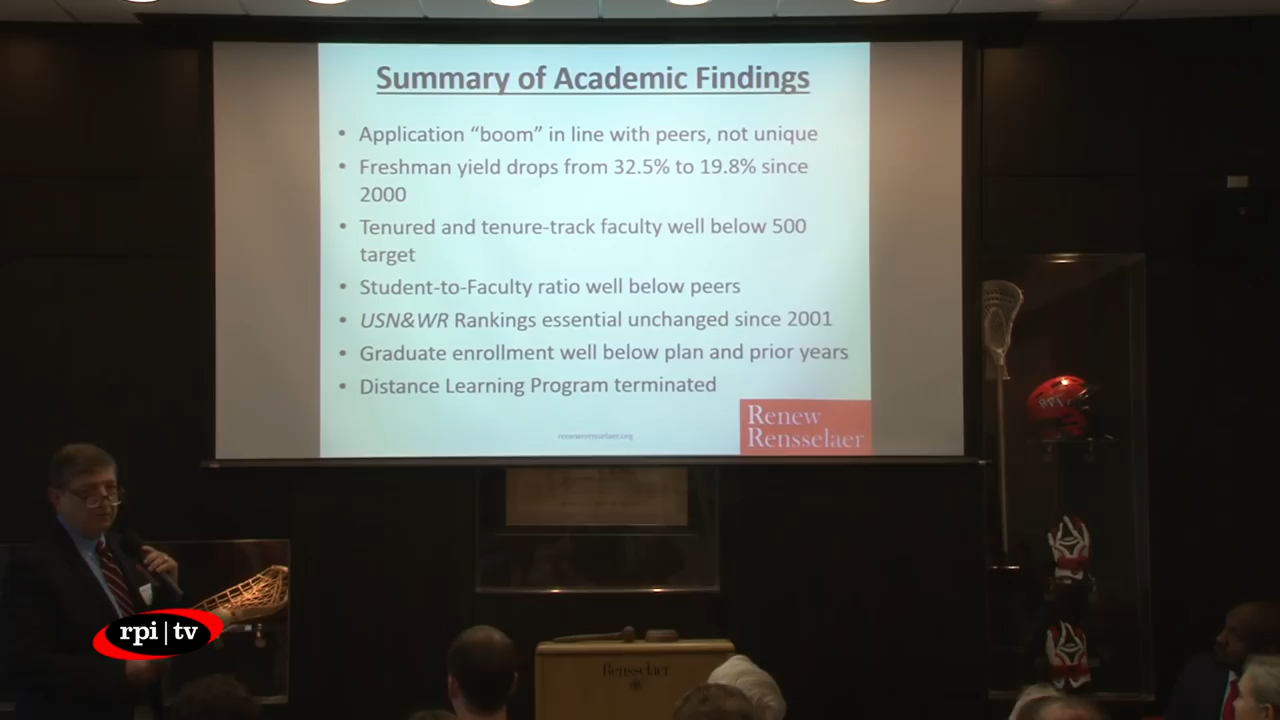 Summary of Academic Findings
• Application “boom” in line with peers, not unique
• Freshman yield drops from 32.5% to 19.8% since
2000
• Tenured and tenure-track faculty well below 500
target
• Student-to-Faculty ratio well below peers
• USN&WR Rankings essential unchanged since 2001
• Graduate enrollment well below plan and prior years
• Distance Learning Program terminated
renewrensselaer.org
Renew
Rensselaer
RPI
rpi|tv
Rensselaer